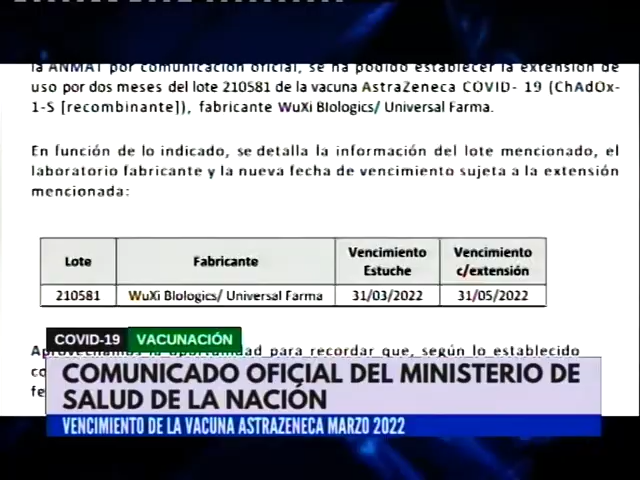 la ANMAT por comunicación oficial, se ha podido establecer la extensión de
uso por dos meses del lote 210581 de la vacuna AstraZeneca COVID- 19 (ChAdOx-
1-S [recombinante]), fabricante WuXi BIologics/ Universal Farma.
En función de lo indicado, se detalla la información del lote mencionado, el
laboratorio fabricante y la nueva fecha de vencimiento sujeta a la extensión
mencionada:
Lote Fabricante Vencimiento Estuche Vencimiento c/extensión
210581 WuXi BIologics/ Universal Farma 31/03/2022 31/05/2022
COVID-19 VACUNACIÓN
para recordar que, según lo establecido
COMUNICADO OFICIAL DEL MINISTERIO DE
SALUD DE LA NACIÓN
VENCIMIENTO DE LA VACUNA ASTRAZENECA MARZO 2022